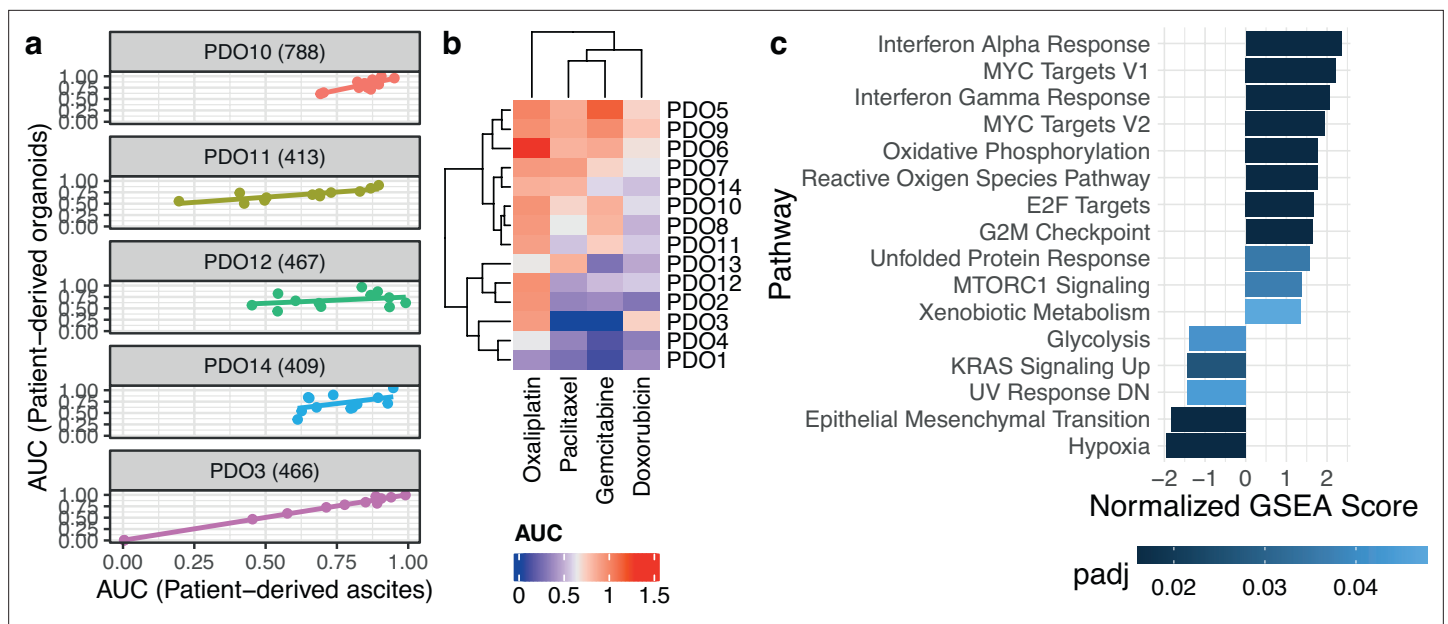 a
PDO10 (788)
1.00
0.75
0.50
0.25
0.00
PDO11 (413)
1.00
0.75
0.50
0.25
0.00
PDO12 (467)
1.00
0.75
0.50
0.25
0.00
PDO14 (409)
1.00
0.75
0.50
0.25
0.00
PDO3 (466)
1.00
0.75
0.50
0.25
0.00
0.00 0.25 0.50 0.75 1.00
AUC (Patient−derived ascites)
AUC (Patient−derived organoids)
b
PDO5
PDO9
PDO6
PDO7
PDO14
PDO10
PDO8
PDO11
PDO13
PDO12
PDO2
PDO3
PDO4
PDO1
Oxaliplatin
Paclitaxel
Gemcitabine
Doxorubicin
AUC
0 0.5 1 1.5
c
Pathway
Interferon Alpha Response
MYC Targets V1
Interferon Gamma Response
MYC Targets V2
Oxidative Phosphorylation
Reactive Oxigen Species Pathway
E2F Targets
G2M Checkpoint
Unfolded Protein Response
MTORC1 Signaling
Xenobiotic Metabolism
Glycolysis
KRAS Signaling Up
UV Response DN
Epithelial Mesenchymal Transition
Hypoxia
−2 −1 0 1 2
Normalized GSEA Score
padj
0.02 0.03 0.04